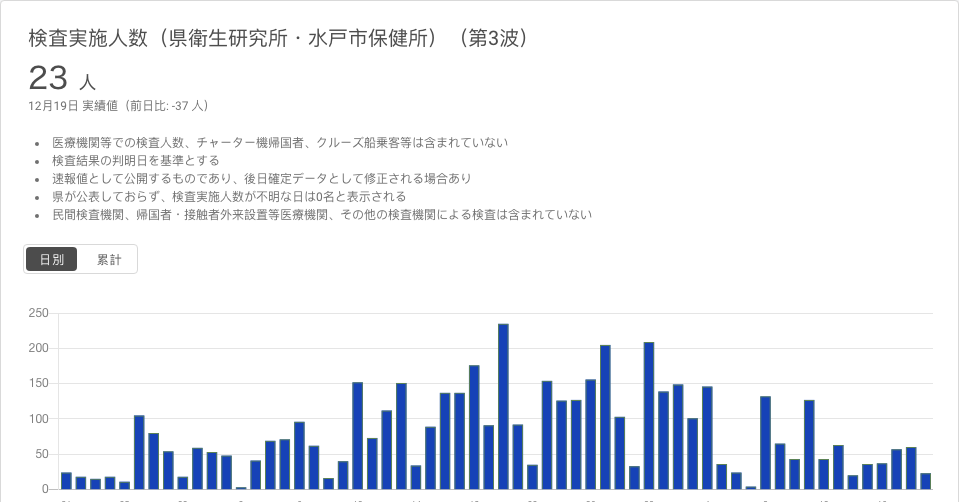 検査実施人数（県衛生研究所・水戸市保健所）（第3波）
23 人
12月19日 実績値（前日比: -37 人）
• 医療機関等での検査人数、チャーター機帰国者、クルーズ船乗客等は含まれていない
• 検査結果の判明日を基準とする
• 速報値として公開するものであり、後日確定データとして修正される場合あり
• 県が公表しておらず、検査実施人数が不明な日は0名と表示される
• 民間検査機関、帰国者・接触者外来設置等医療機関、その他の検査機関による検査は含まれていない
日別 累計
250
200
150
100
50
0